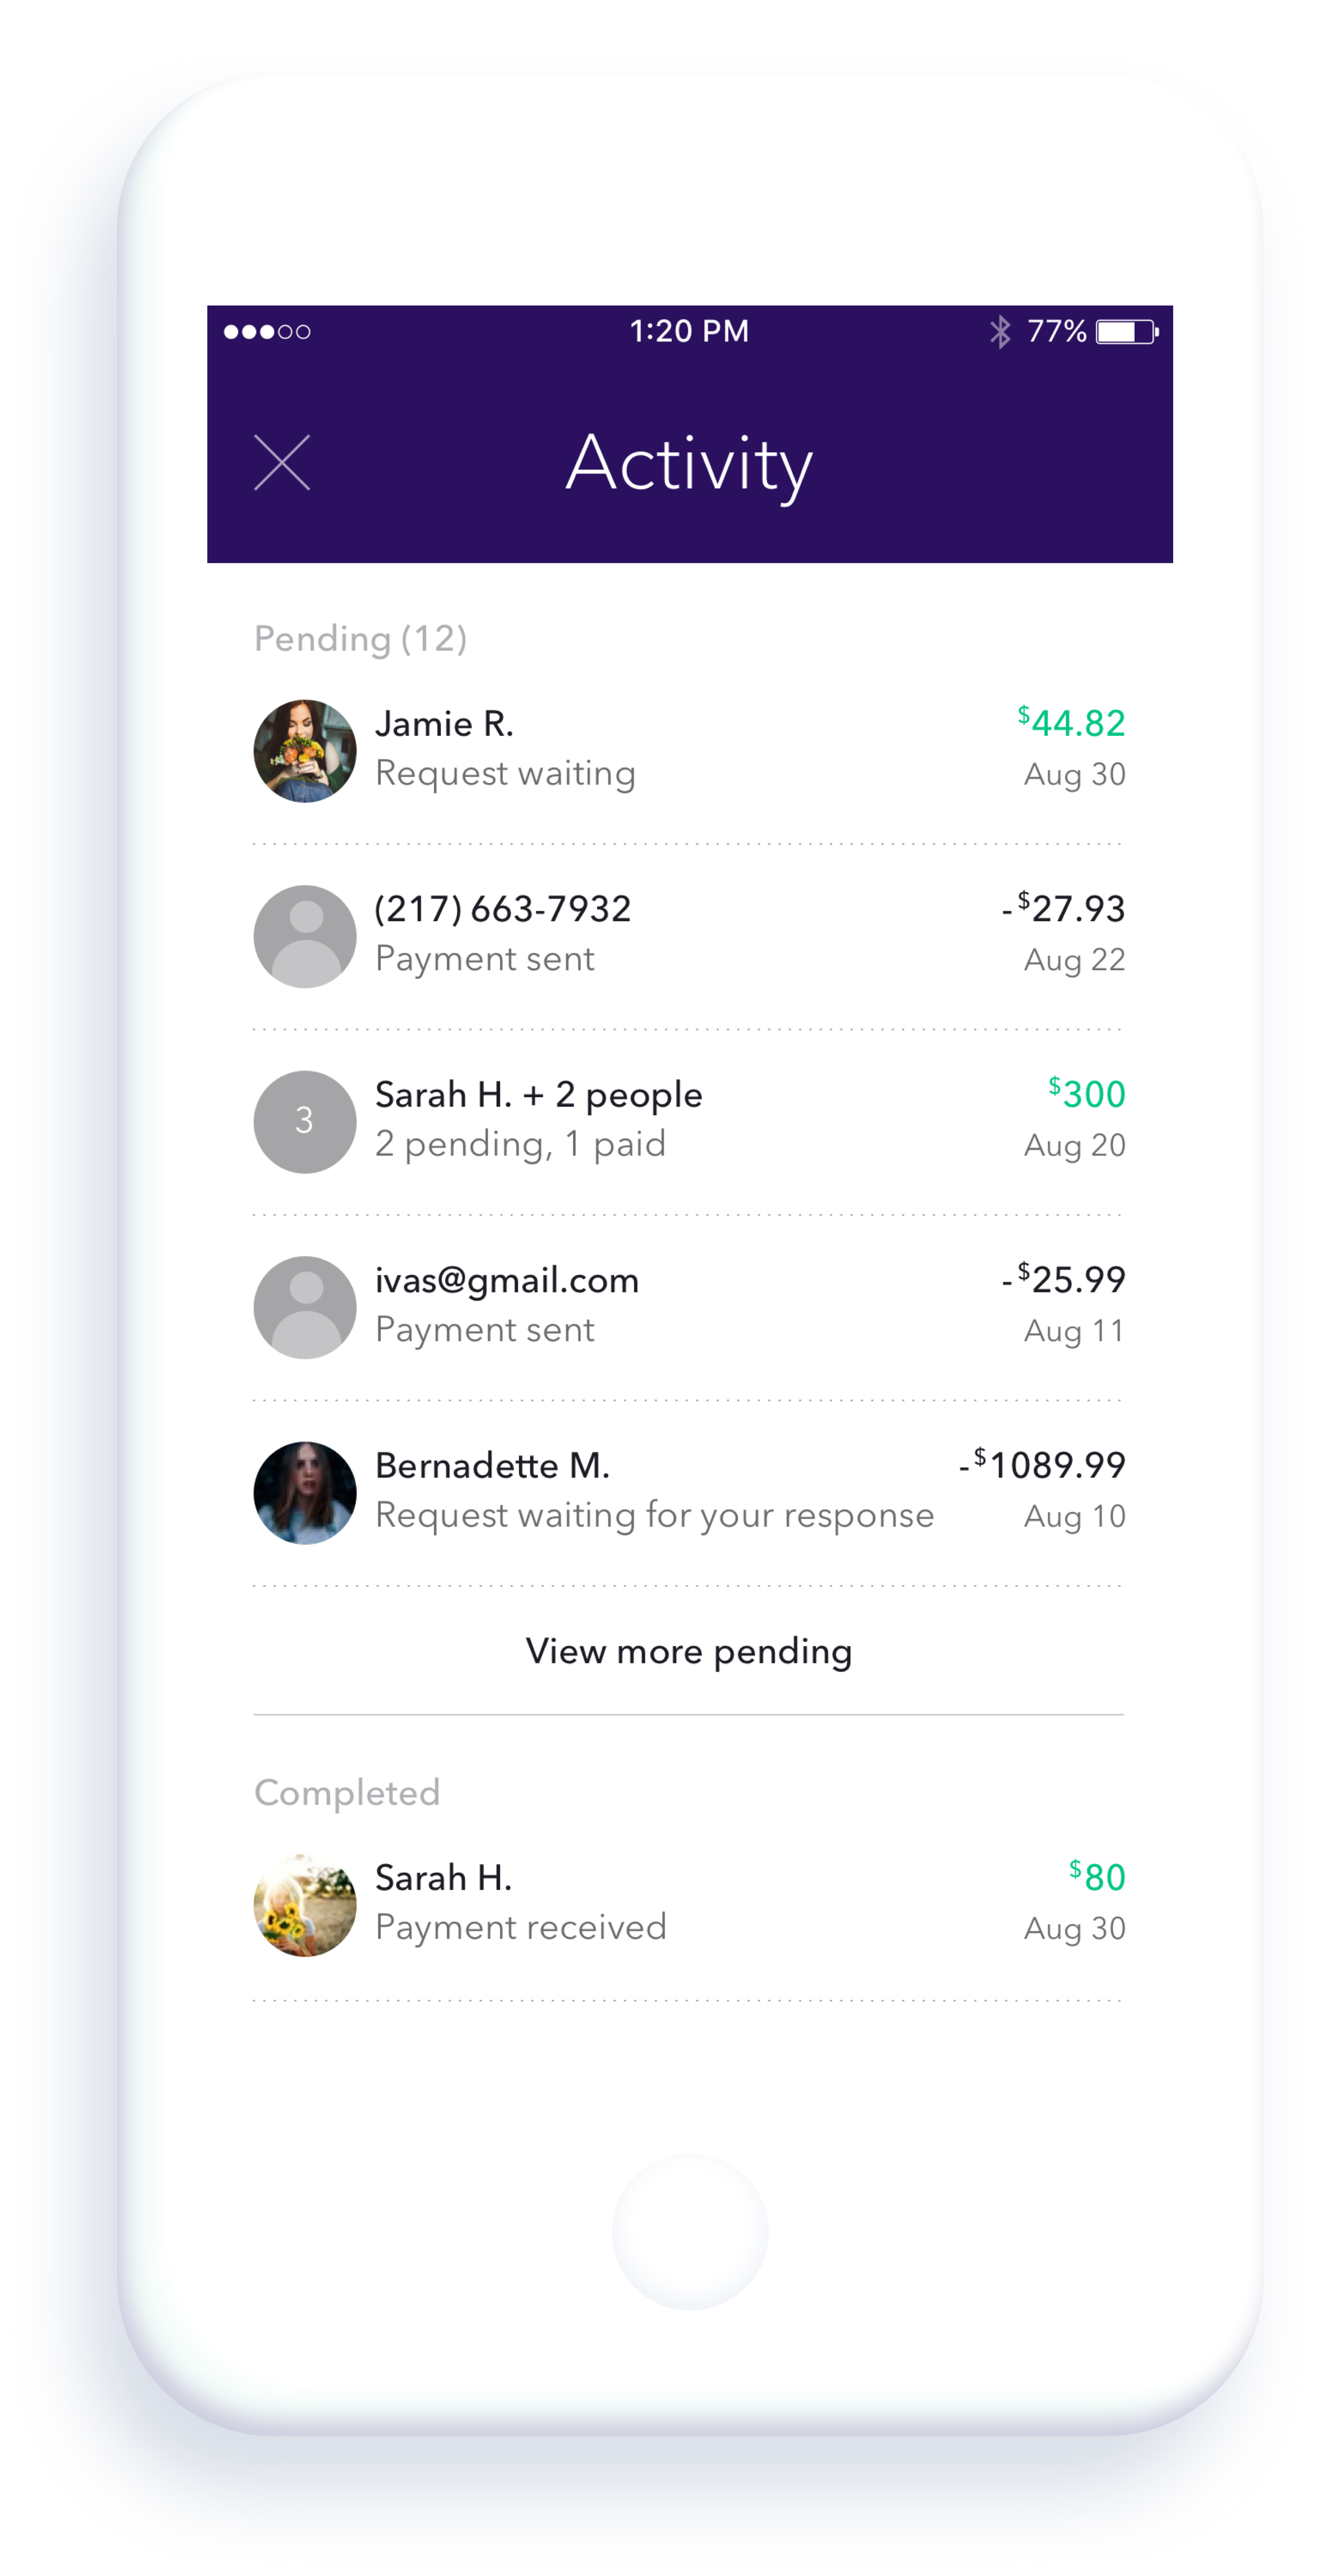 1:20 PM 77%
Activity
Pending (12)
Jamie R. $44.82
Request waiting Aug 30
(217) 663-7932 -$27.93
Payment sent Aug 22
3 Sarah H. + 2 people $300
2 pending, 1 paid Aug 20
ivas@gmail.com -$25.99
Payment sent Aug 11
Bernadette M. -$1089.99
Request waiting for your response Aug 10
View more pending
Completed
Sarah H. $80
Payment received Aug 30